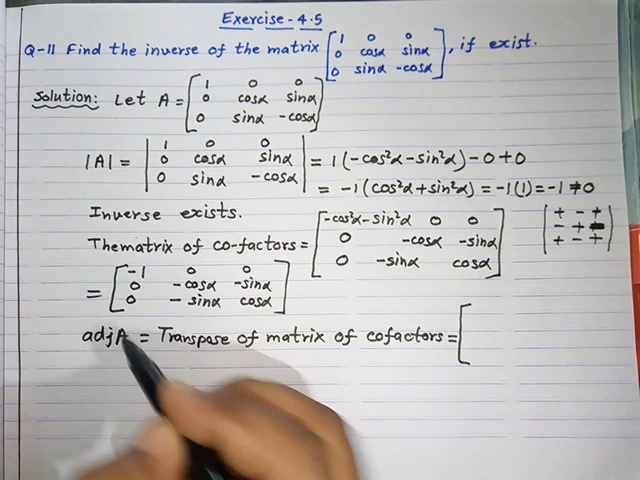 Exercise-4.5
Q-11 Find the inverse of the matrix [1 0 0; 0 cosα sinα; 0 sinα -cosα], if exist.
Solution: Let A = [1 0 0; 0 cosα sinα; 0 sinα -cosα]
|A| = |1 0 0; 0 cosα sinα; 0 sinα -cosα| = 1(-cos²α-sin²α)-0+0
= -1(cos²α+sin²α) = -1(1) = -1 ≠0
Inverse exists.
The matrix of co-factors = [-cos²α-sin²α 0 0; 0 -cosα -sinα; 0 -sinα cosα] |+ - +; - + -; + - +|
= [-1 0 0; 0 -cosα -sinα; 0 -sinα cosα]
adjA = Transpose of matrix of cofactors = [